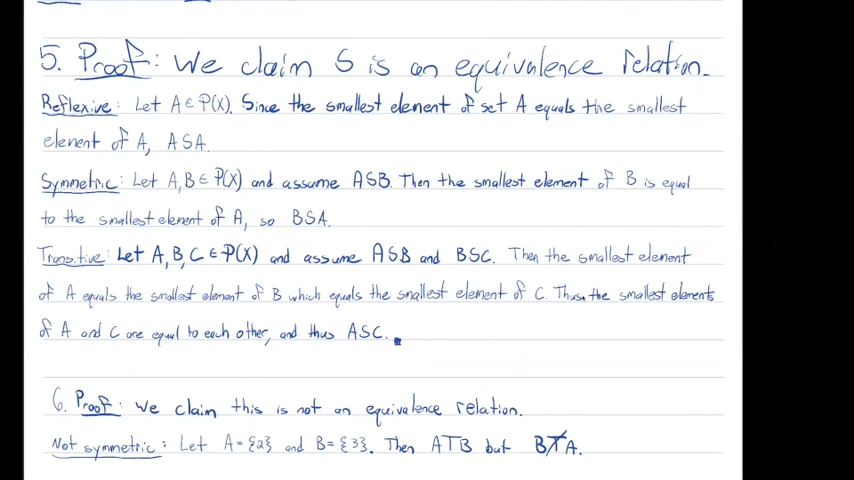 5. Proof: We claim S is an equivalence relation.
Reflexive: Let A ∈ P(X). Since the smallest element of set A equals the smallest
element of A, ASA.
Symmetric: Let A, B ∈ P(X) and assume ASB. Then the smallest element of B is equal
to the smallest element of A, so BSA.
Transitive: Let A, B, C ∈ P(X) and assume ASB and BSC. Then the smallest element
of A equals the smallest element of B which equals the smallest element of C. Thus, the smallest elements
of A and C are equal to each other, and thus ASC. ▪
6. Proof: We claim this is not an equivalence relation.
Not symmetric: Let A = {2} and B = {3}. Then ATB but BT̸A.